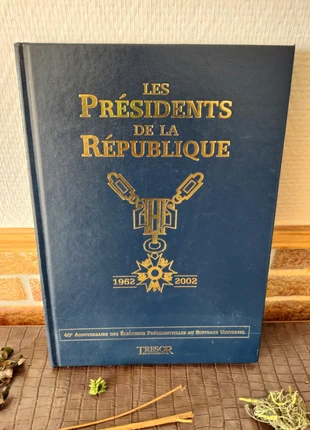 LES
PRÉSIDENTS
DE LA
RÉPUBLIQUE
1962 2002
40e ANNIVERSAIRE DES ÉLECTIONS PRÉSIDENTIELLES AU SUFFRAGE UNIVERSEL
TRESOR